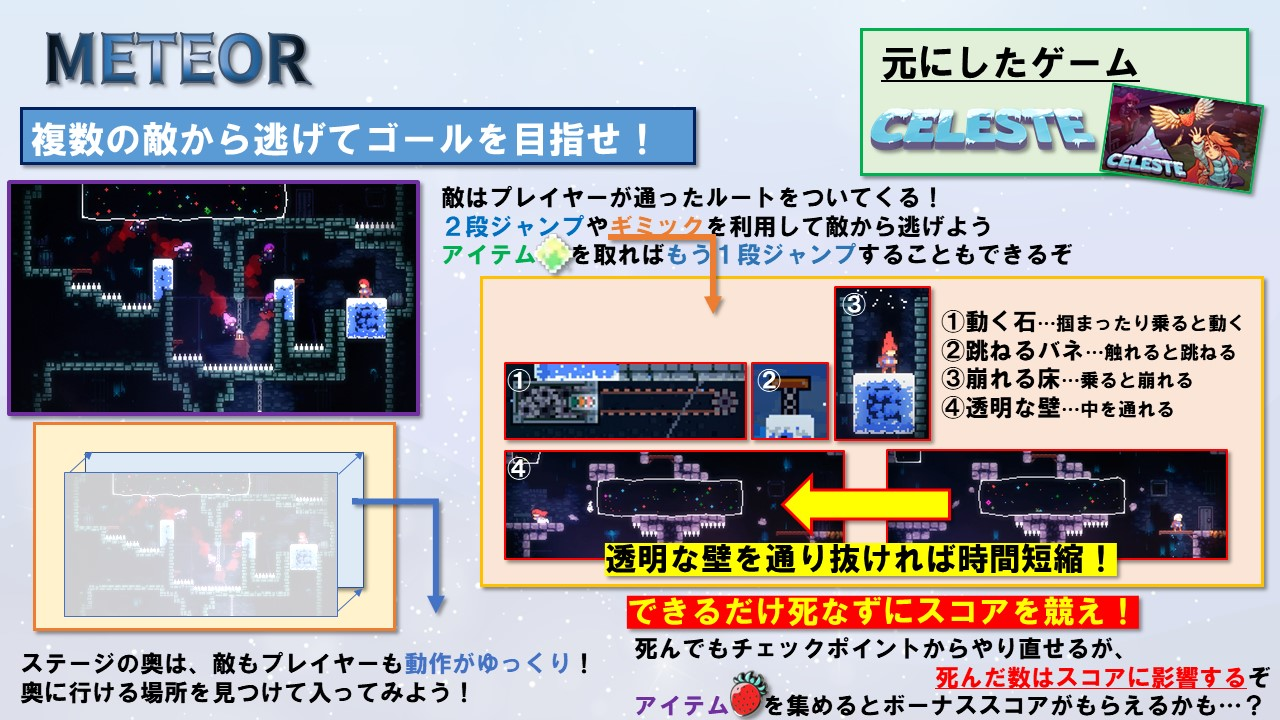 METEOR
元にしたゲーム
CELESTE
CELESTE
複数の敵から逃げてゴールを目指せ！
敵はプレイヤーが通ったルートをついてくる！
２段ジャンプやギミックを利用して敵から逃げよう
アイテムを取ればもう１段ジャンプすることもできるぞ
①
②
③
④
①動く石…掴まったり乗ると動く
②跳ねるバネ…触れると跳ねる
③崩れる床…乗ると崩れる
④透明な壁…中を通れる
透明な壁を通り抜ければ時間短縮！
ステージの奥は、敵もプレイヤーも動作がゆっくり！
奥に行ける場所を見つけて入ってみよう！
できるだけ死なずにスコアを競え！
死んでもチェックポイントからやり直せるが、
死んだ数はスコアに影響するぞ
アイテムを集めるとボーナススコアがもらえるかも…？